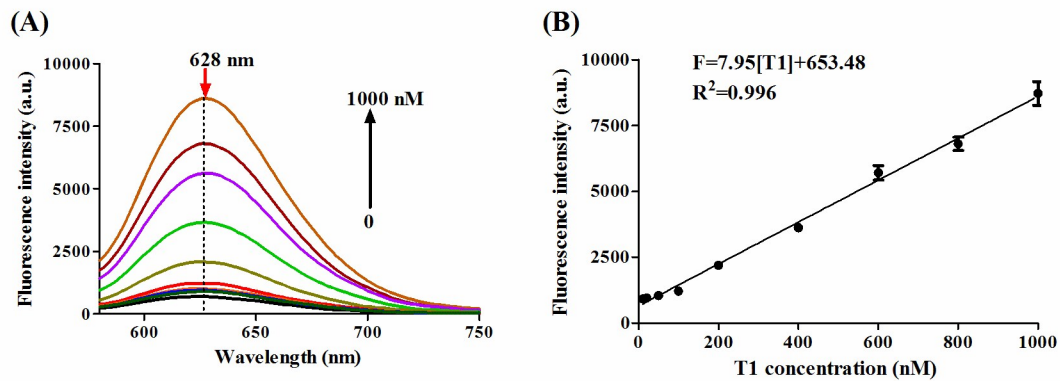 (A)
628 nm
1000 nM
0
Fluorescence intensity (a.u.)
10000
7500
5000
2500
0
600
650
700
750
Wavelength (nm)
(B)
F=7.95[T1]+653.48
R²=0.996
Fluorescence intensity (a.u.)
10000
7500
5000
2500
0
0
200
400
600
800
1000
T1 concentration (nM)